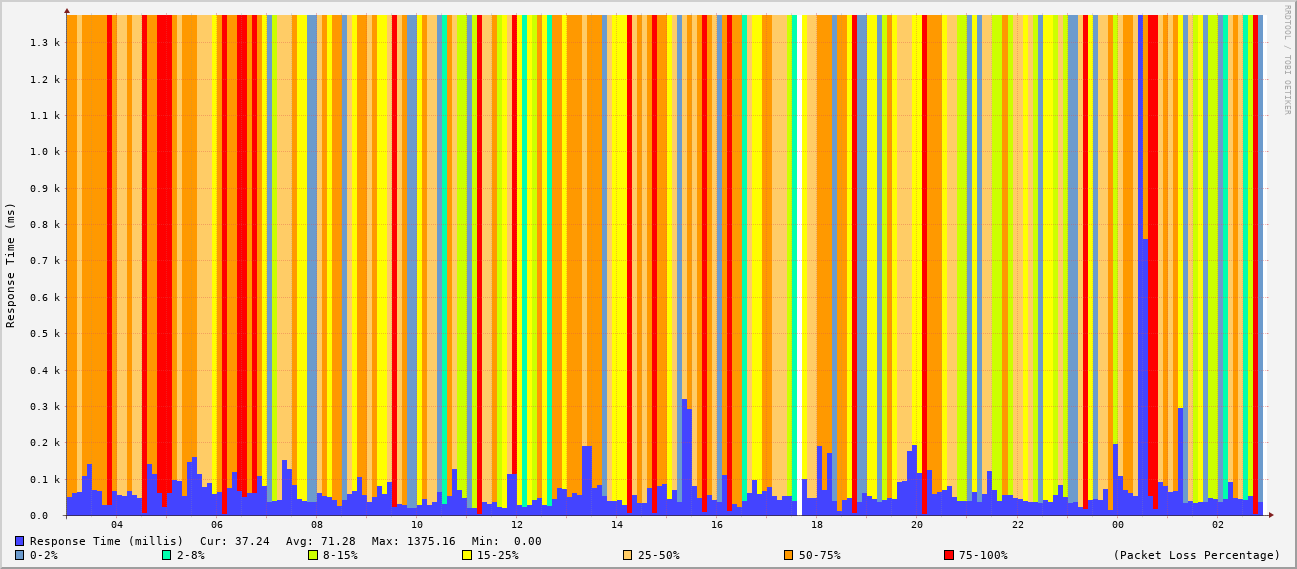 RRDTOOL / TOBI OETIKER
Response Time (ms)
1.3 k
1.2 k
1.1 k
1.0 k
0.9 k
0.8 k
0.7 k
0.6 k
0.5 k
0.4 k
0.3 k
0.2 k
0.1 k
0.0
04 06 08 10 12 14 16 18 20 22 00 02
Response Time (millis) Cur: 37.24 Avg: 71.28 Max: 1375.16 Min: 0.00
0-2% 2-8% 8-15% 15-25% 25-50% 50-75% 75-100% (Packet Loss Percentage)